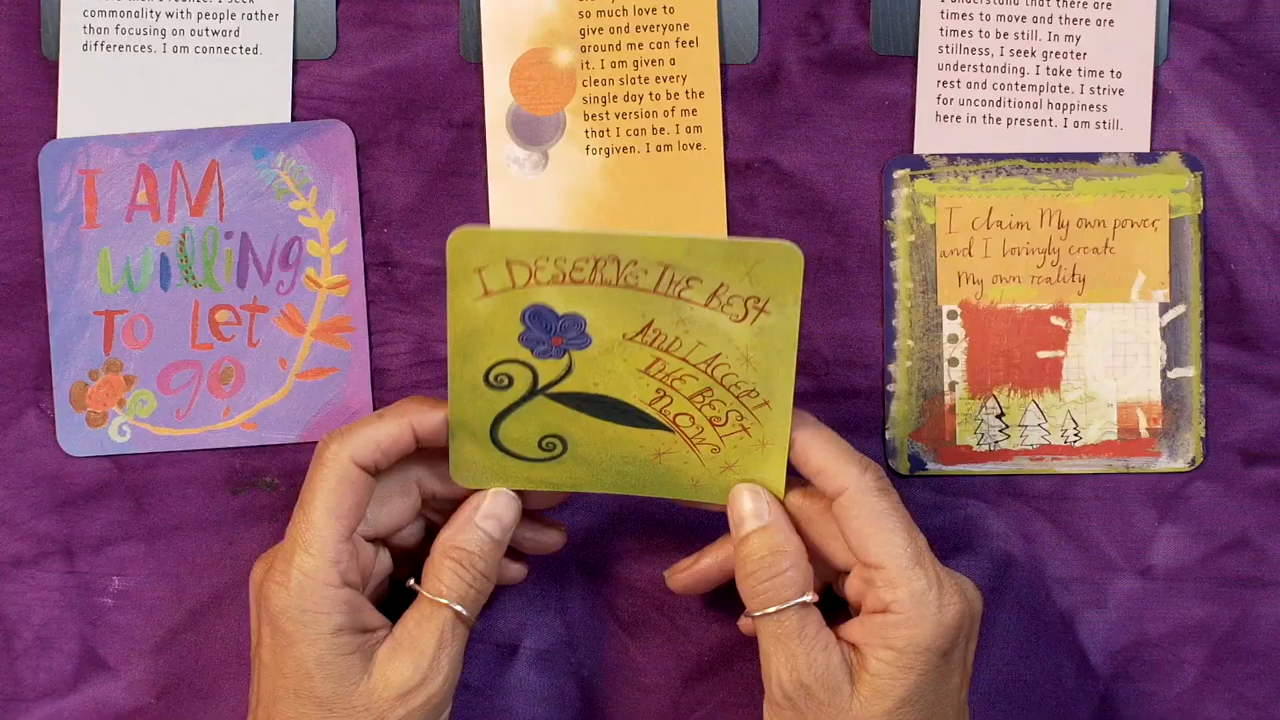 commonality with people rather
than focusing on outward
differences. I am connected.
so much love to
give and everyone
around me can feel
it. I am given a
clean slate every
single day to be the
best version of me
that I can be. I am
forgiven. I am love.
I understand that there are
times to move and there are
times to be still. In my
stillness, I seek greater
understanding. I take time to
rest and contemplate. I strive
for unconditional happiness
here in the present. I am still.
I AM
willing
TO Let
go
I DESERVE THE BEST
AND I ACCEPT
THE BEST
NOW
I claim My own power,
and I lovingly create
My own reality